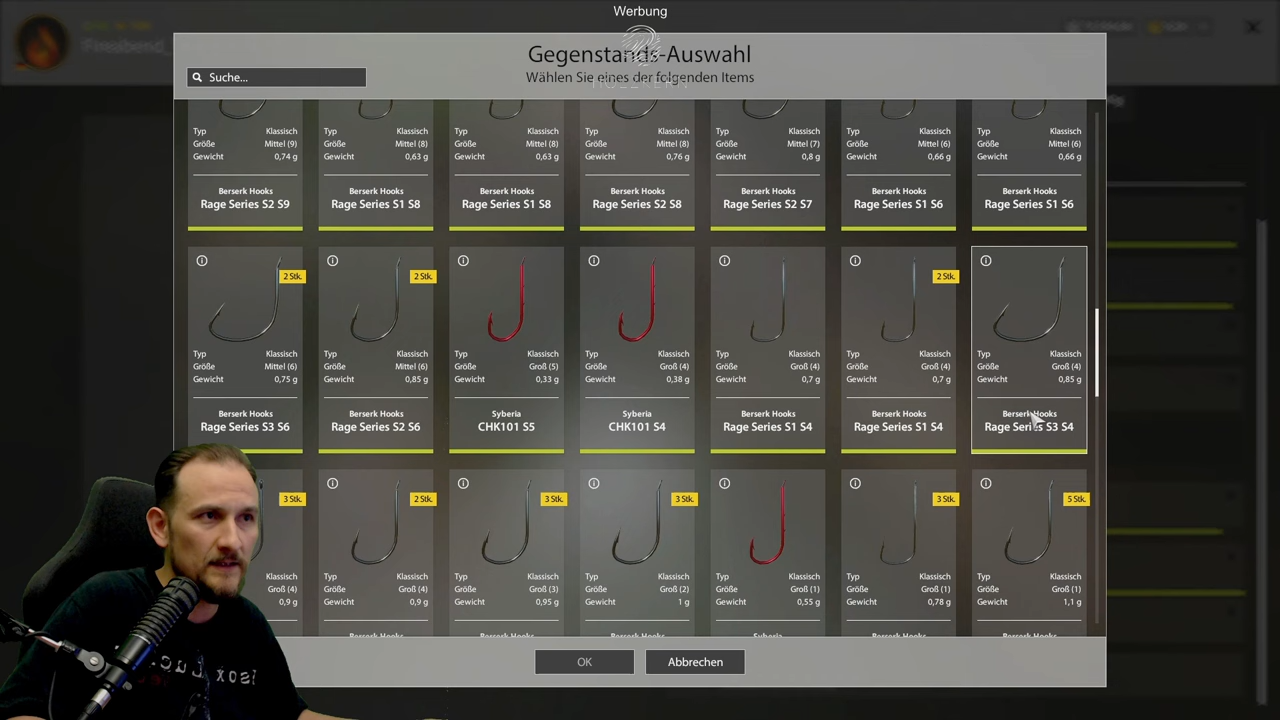 Werbung
Gegenstands-Auswahl
Suche...
Wählen Sie eines der folgenden Items
Typ Klassisch Typ Klassisch Typ Klassisch Typ Klassisch Typ Klassisch Typ Klassisch Typ Klassisch
Größe Mittel (9) Größe Mittel (8) Größe Mittel (8) Größe Mittel (8) Größe Mittel (7) Größe Mittel (6) Größe Mittel (6)
Gewicht 0,74 g Gewicht 0,63 g Gewicht 0,63 g Gewicht 0,76 g Gewicht 0,8 g Gewicht 0,66 g Gewicht 0,66 g
Berserk Hooks Berserk Hooks Berserk Hooks Berserk Hooks Berserk Hooks Berserk Hooks Berserk Hooks
Rage Series S2 S9 Rage Series S1 S8 Rage Series S1 S8 Rage Series S2 S8 Rage Series S2 S7 Rage Series S1 S6 Rage Series S1 S6
2 Stk. 2 Stk. 2 Stk.
Typ Klassisch Typ Klassisch Typ Klassisch Typ Klassisch Typ Klassisch Typ Klassisch Typ Klassisch
Größe Mittel (6) Größe Mittel (6) Größe Groß (5) Größe Groß (4) Größe Groß (4) Größe Groß (4) Größe Groß (4)
Gewicht 0,75 g Gewicht 0,85 g Gewicht 0,33 g Gewicht 0,38 g Gewicht 0,7 g Gewicht 0,7 g Gewicht 0,85 g
Berserk Hooks Berserk Hooks Syberia Syberia Berserk Hooks Berserk Hooks Berserk Hooks
Rage Series S3 S6 Rage Series S2 S6 CHK101 S5 CHK101 S4 Rage Series S1 S4 Rage Series S1 S4 Rage Series S3 S4
3 Stk. 2 Stk. 3 Stk. 3 Stk. 3 Stk. 5 Stk.
Klassisch Typ Klassisch Typ Klassisch Typ Klassisch Typ Klassisch Typ Klassisch Typ Klassisch
Groß (4) Größe Groß (4) Größe Groß (3) Größe Groß (2) Größe Groß (1) Größe Groß (1) Größe Groß (1)
0,9 g Gewicht 0,9 g Gewicht 0,95 g Gewicht 1 g Gewicht 0,55 g Gewicht 0,78 g Gewicht 1,1 g
Berserk Hooks Berserk Hooks Berserk Hooks Syberia Berserk Hooks Berserk Hooks
OK Abbrechen